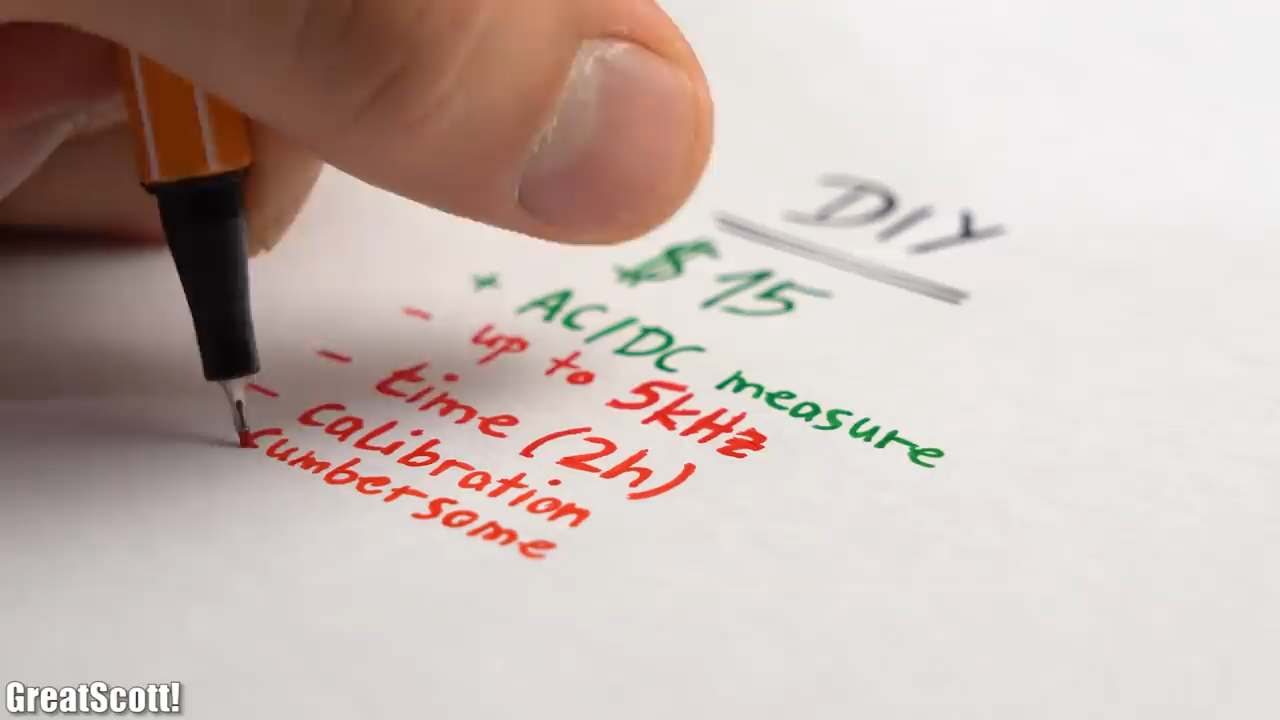 DIY
$ 15
+ AC/DC measure
- up to 5kHz
- time (2h)
- calibration
cumbersome
GreatScott!